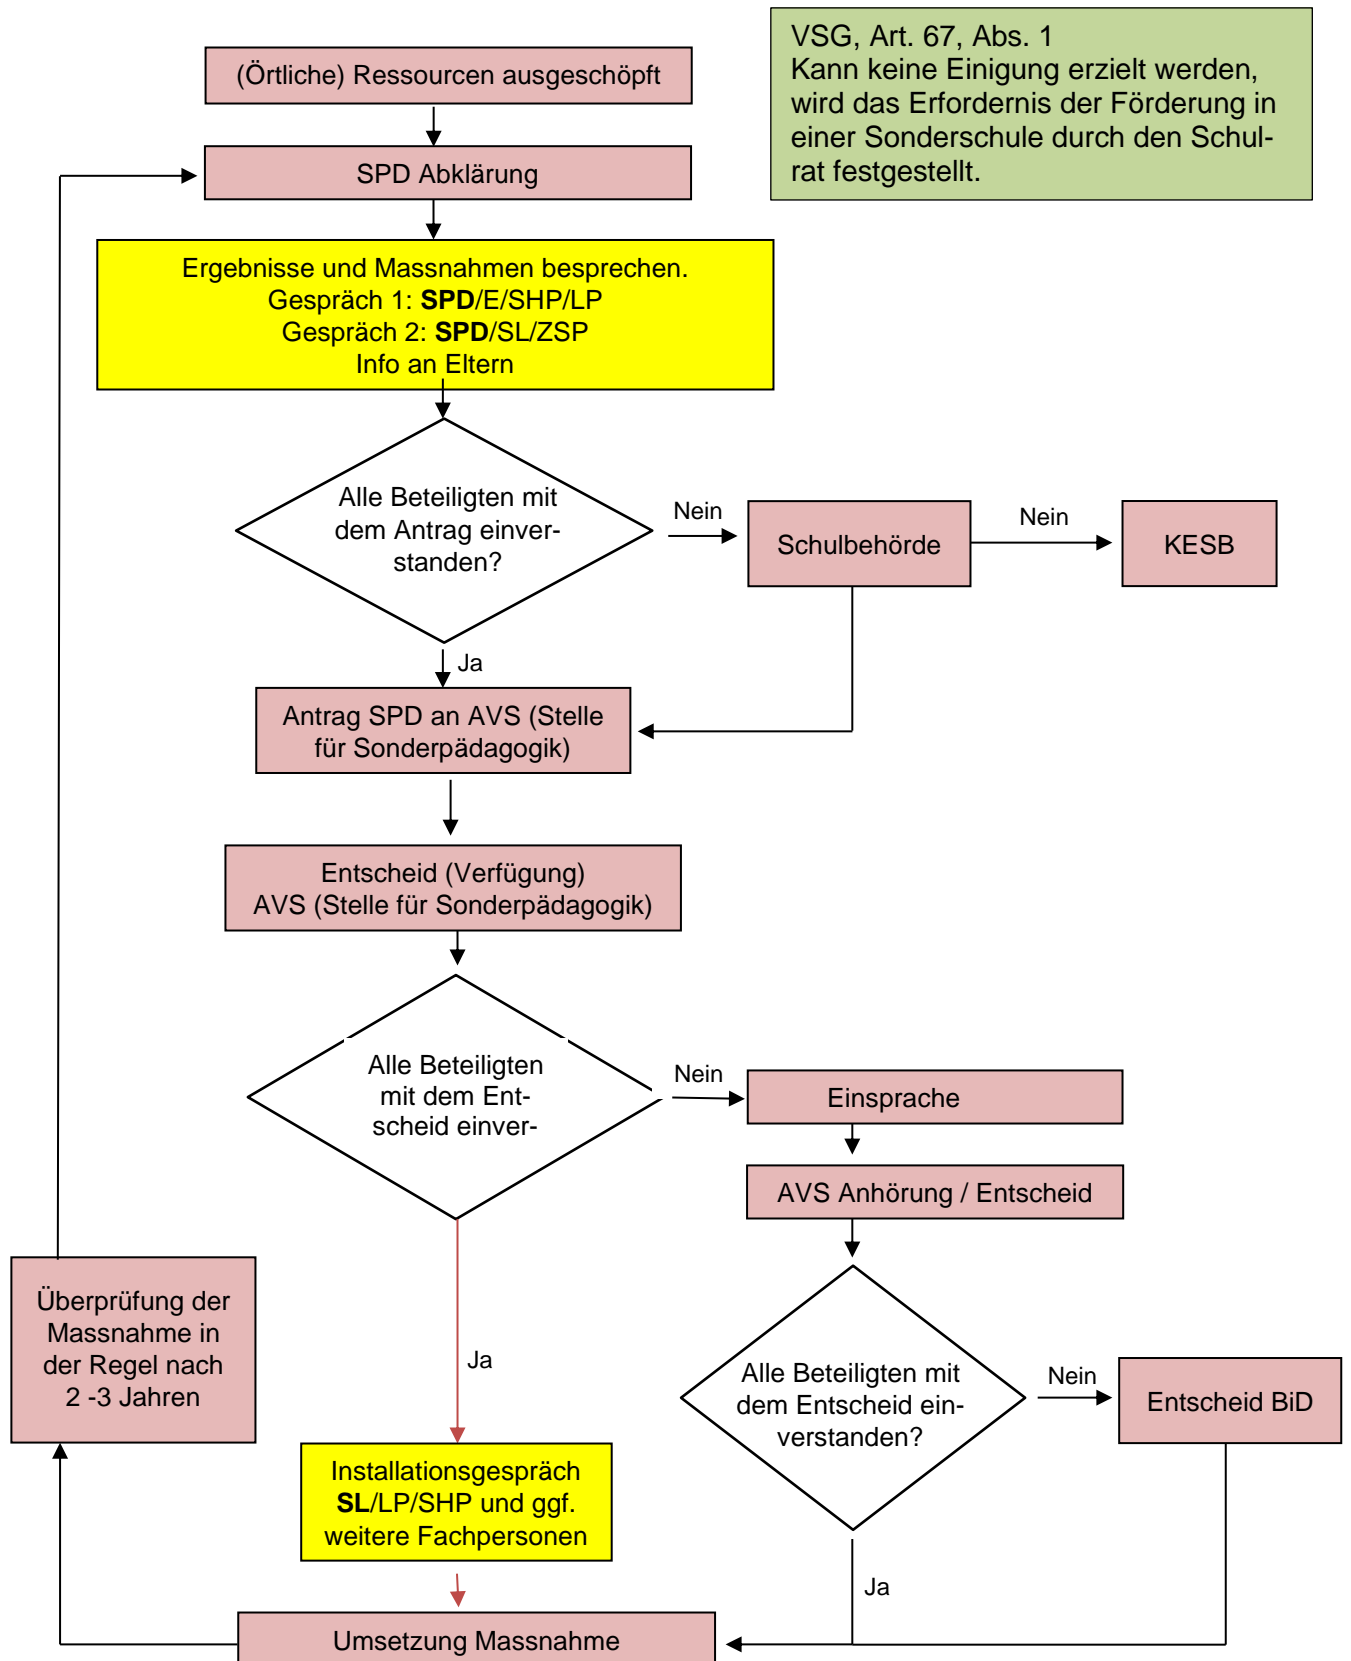 VSG, Art. 67, Abs. 1
Kann keine Einigung erzielt werden,
wird das Erfordernis der Förderung in
einer Sonderschule durch den Schul-
rat festgestellt.
(Örtliche) Ressourcen ausgeschöpft
SPD Abklärung
Ergebnisse und Massnahmen besprechen.
Gespräch 1: SPD/E/SHP/LP
Gespräch 2: SPD/SL/ZSP
Info an Eltern
Alle Beteiligten mit
dem Antrag einver-
standen?
Nein
Schulbehörde
Nein
KESB
Ja
Antrag SPD an AVS (Stelle
für Sonderpädagogik)
Entscheid (Verfügung)
AVS (Stelle für Sonderpädagogik)
Alle Beteiligten
mit dem Ent-
scheid einver-
Nein
Einsprache
AVS Anhörung / Entscheid
Alle Beteiligten mit
dem Entscheid ein-
verstanden?
Nein
Entscheid BiD
Ja
Ja
Installationsgespräch
SL/LP/SHP und ggf.
weitere Fachpersonen
Umsetzung Massnahme
Überprüfung der
Massnahme in
der Regel nach
2 -3 Jahren